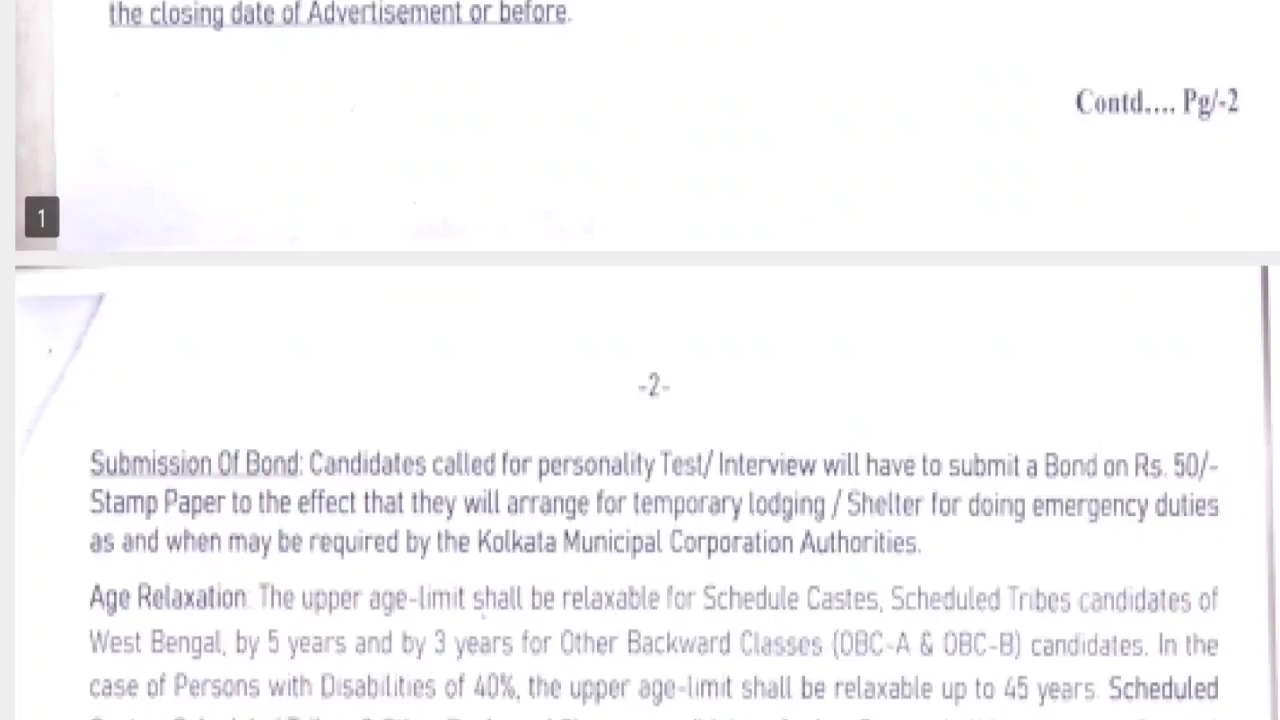 the closing date of Advertisement or before.
Contd.... Pg/-2
1
-2-
Submission Of Bond: Candidates called for personality Test/ Interview will have to submit a Bond on Rs. 50/-
Stamp Paper to the effect that they will arrange for temporary lodging / Shelter for doing emergency duties
as and when may be required by the Kolkata Municipal Corporation Authorities.
Age Relaxation: The upper age-limit shall be relaxable for Schedule Castes, Scheduled Tribes candidates of
West Bengal, by 5 years and by 3 years for Other Backward Classes (OBC-A & OBC-B) candidates. In the
case of Persons with Disabilities of 40%, the upper age-limit shall be relaxable up to 45 years. Scheduled